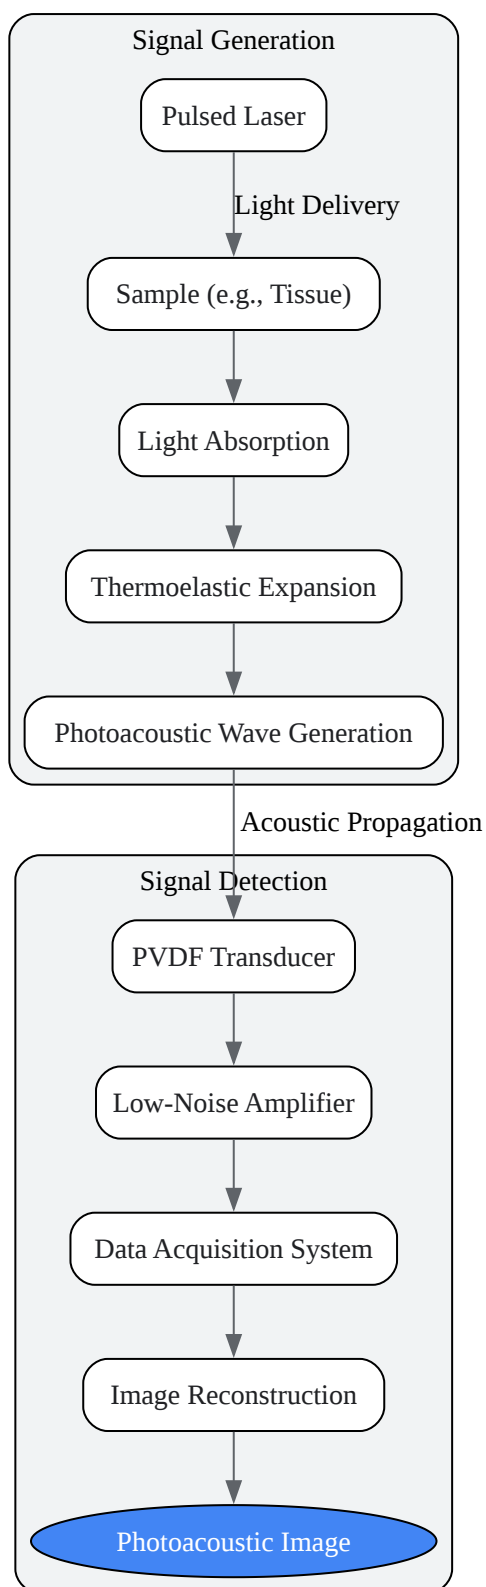 Signal Generation
Pulsed Laser
Light Delivery
Sample (e.g., Tissue)
Light Absorption
Thermoelastic Expansion
Photoacoustic Wave Generation
Acoustic Propagation
Signal Detection
PVDF Transducer
Low-Noise Amplifier
Data Acquisition System
Image Reconstruction
Photoacoustic Image